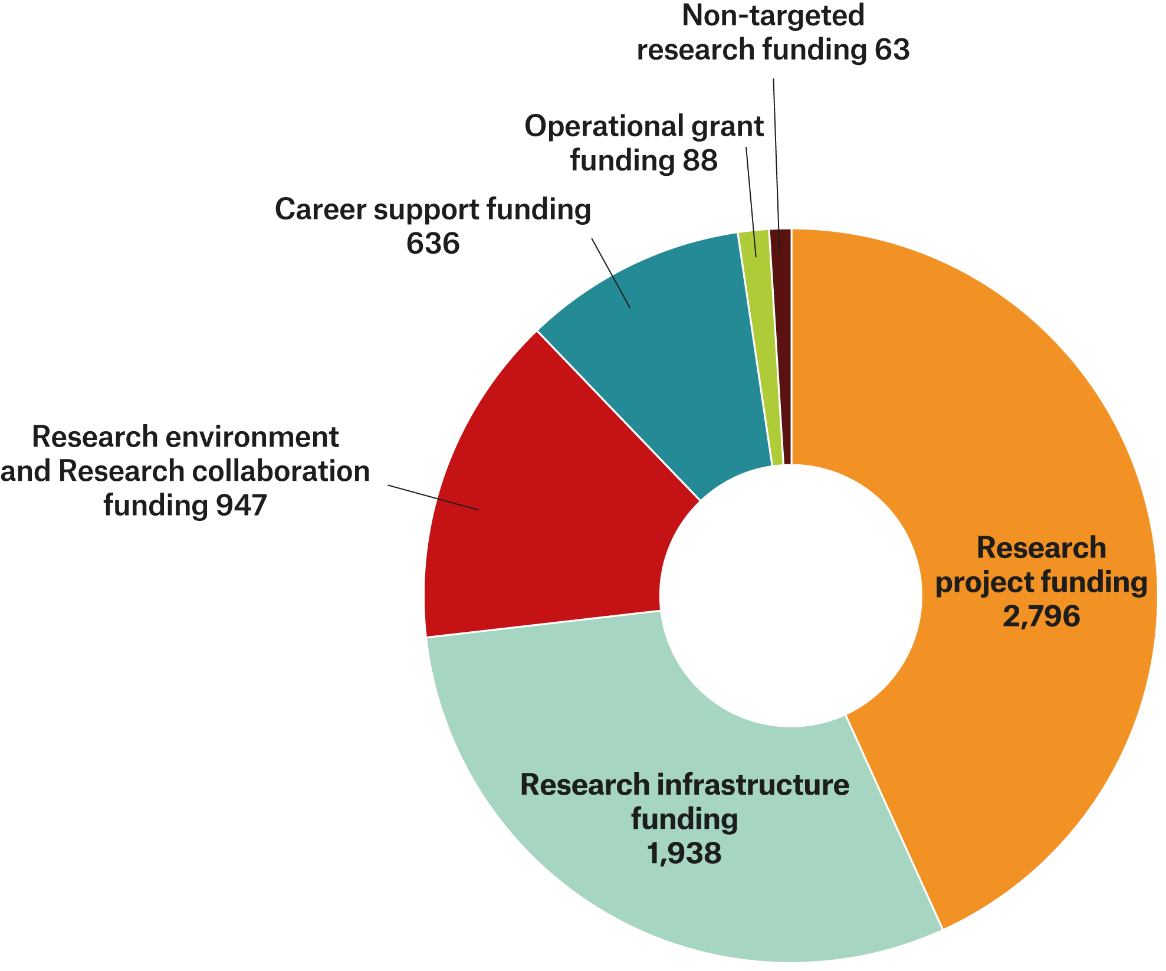 Non-targeted
research funding 63
Operational grant
funding 88
Career support funding
636
Research environment
and Research collaboration
funding 947
Research
project funding
2,796
Research infrastructure
funding
1,938